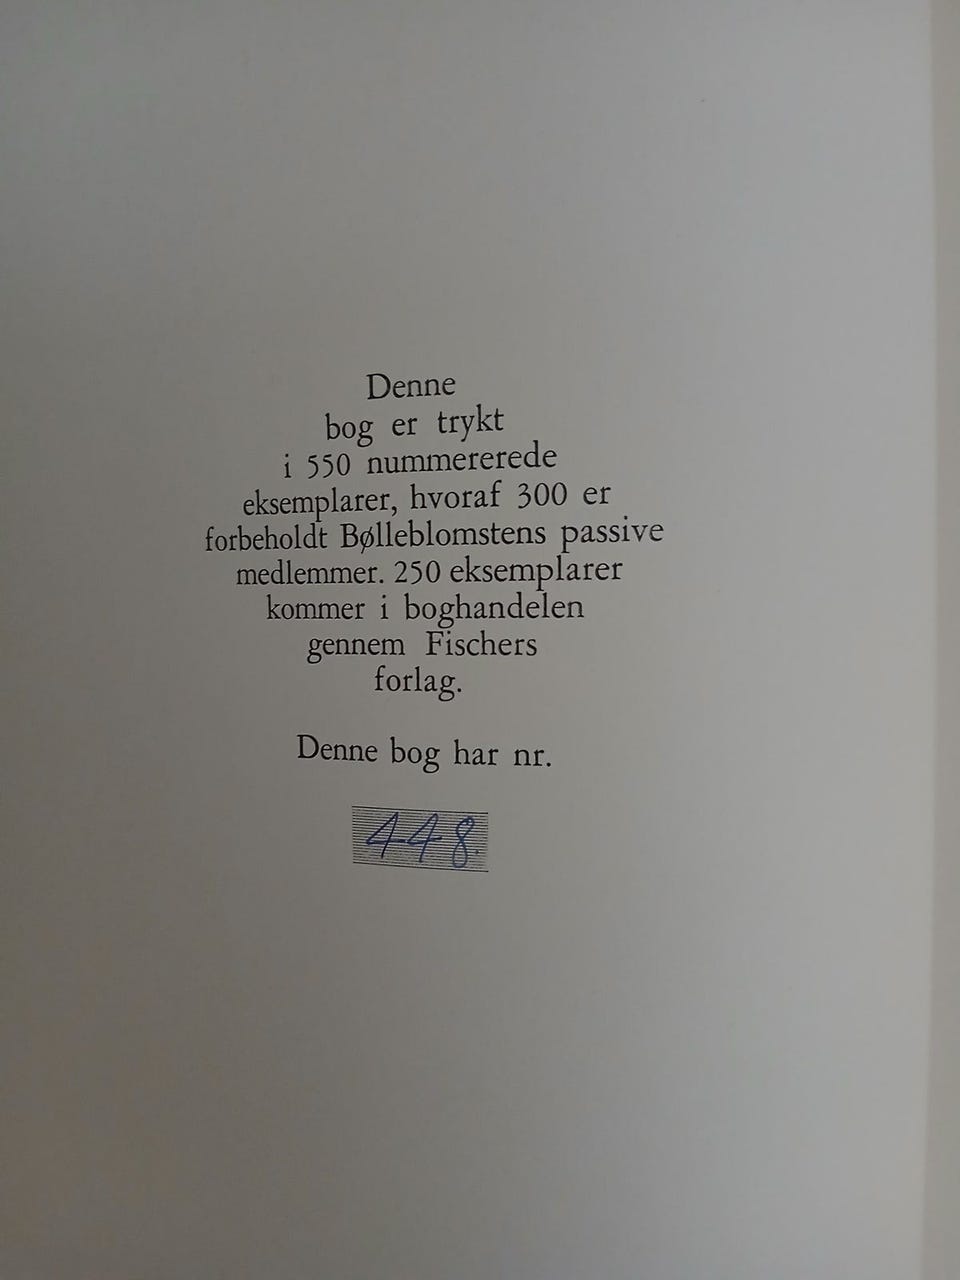 Denne
bog er trykt
i 550 nummererede
eksemplarer, hvoraf 300 er
forbeholdt Bølleblomstens passive
medlemmer. 250 eksemplarer
kommer i boghandelen
gennem Fischers
forlag.
Denne bog har nr.
448.